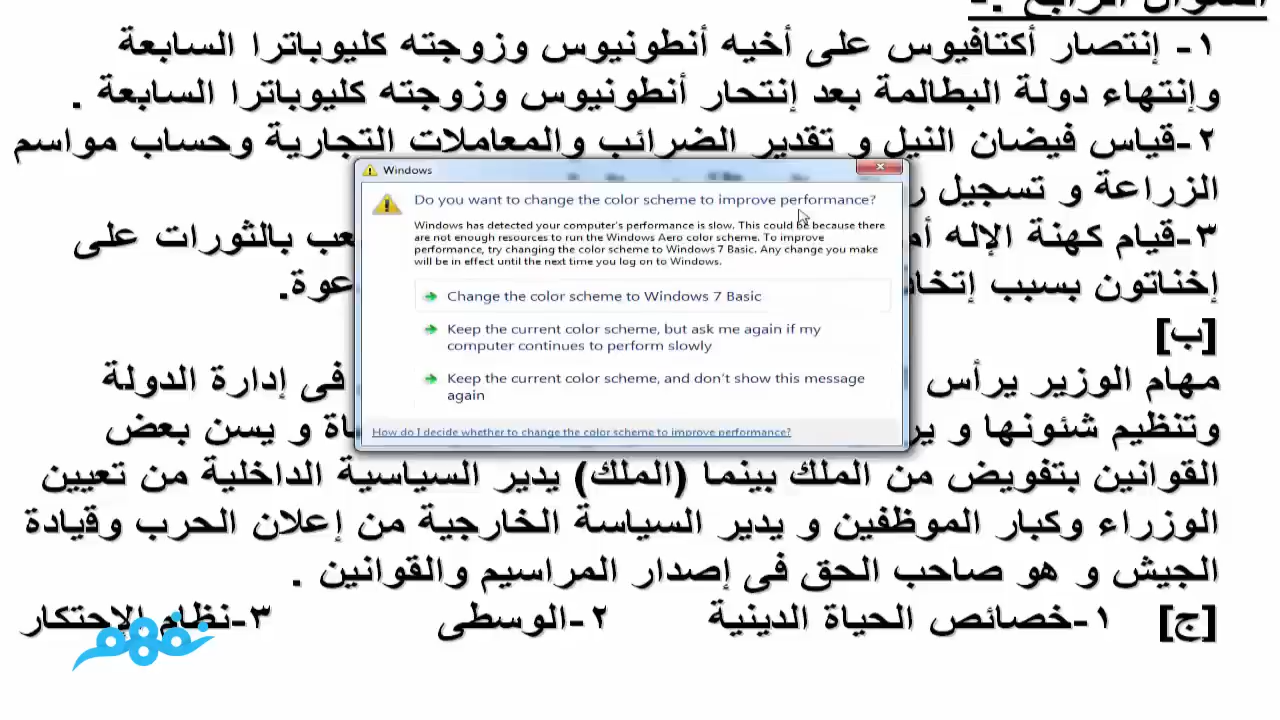 السؤال الرابع :-
١- إنتصار أكتافيوس على أخيه أنطونيوس وزوجته كليوباترا السابعة
وإنتهاء دولة البطالمة بعد إنتحار أنطونيوس وزوجته كليوباترا السابعة .
٢-قياس فيضان النيل و تقدير الضرائب والمعاملات التجارية وحساب مواسم
الزراعة و تسجيل
٣-قيام كهنة الإله بالثورات على
إخناتون بسبب
[ب]
مهام الوزير يرأس فى إدارة الدولة
وتنظيم شئونها و و يسن بعض
القوانين بتفويض من الملك بينما (الملك) يدير السياسية الداخلية من تعيين
الوزراء وكبار الموظفين و يدير السياسة الخارجية من إعلان الحرب وقيادة
الجيش و هو صاحب الحق فى إصدار المراسيم والقوانين .
[ج] ١-خصائص الحياة الدينية ٢-الوسطى ٣-نظام الإحتكار
نفهم
Windows
Do you want to change the color scheme to improve performance?
Windows has detected your computer's performance is slow. This could be because there
are not enough resources to run the Windows Aero color scheme. To improve
performance, try changing the color scheme to Windows 7 Basic. Any change you make
will be in effect until the next time you log on to Windows.
Change the color scheme to Windows 7 Basic
Keep the current color scheme, but ask me again if my
computer continues to perform slowly
Keep the current color scheme, and don't show this message
again
How do I decide whether to change the color scheme to improve performance?